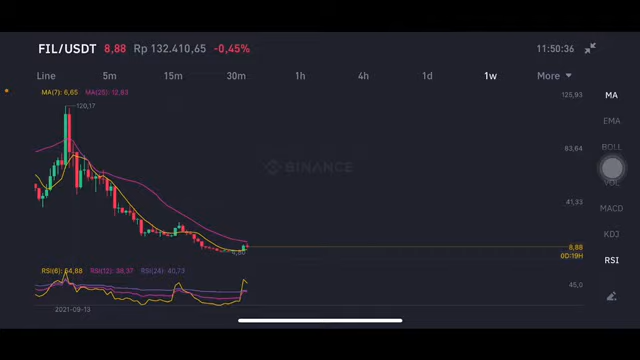 FIL/USDT 8,88 Rp 132.410,65 -0,45% 11:50:36
Line 5m 15m 30m 1h 4h 1d 1w More
MA(7): 6,65 MA(25): 12,83
125,93
MA
120,17
EMA
83,64
BOLL
BINANCE
VOL
41,33
MACD
KDJ
8,88
4,80
0D:19H
RSI
RSI(6): 64,88 RSI(12): 38,37 RSI(24): 40,73
45,0
2021-09-13